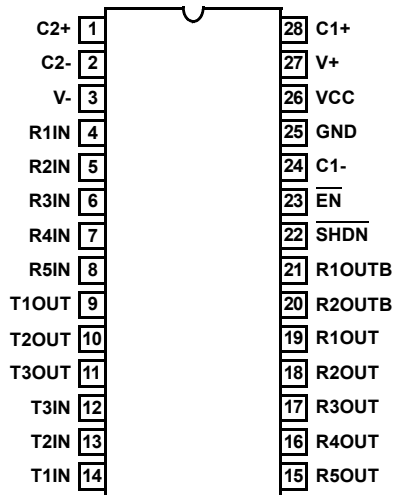 C2+ 1 28 C1+
C2- 2 27 V+
V- 3 26 VCC
R1IN 4 25 GND
R2IN 5 24 C1-
R3IN 6 23 E̅N̅
R4IN 7 22 S̅H̅D̅N̅
R5IN 8 21 R1OUTB
T1OUT 9 20 R2OUTB
T2OUT 10 19 R1OUT
T3OUT 11 18 R2OUT
T3IN 12 17 R3OUT
T2IN 13 16 R4OUT
T1IN 14 15 R5OUT